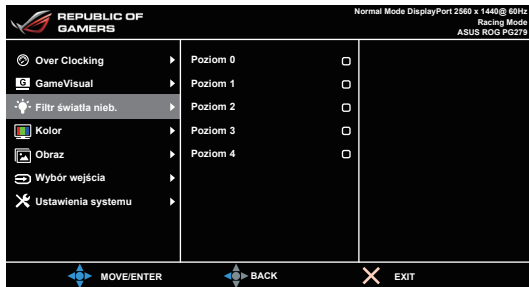 REPUBLIC OF
GAMERS
Normal Mode DisplayPort 2560 x 1440@ 60Hz
Racing Mode
ASUS ROG PG279
Over Clocking
GameVisual
Filtr światła nieb.
Kolor
Obraz
Wybór wejścia
Ustawienia systemu
Poziom 0
Poziom 1
Poziom 2
Poziom 3
Poziom 4
MOVE/ENTER
BACK
EXIT